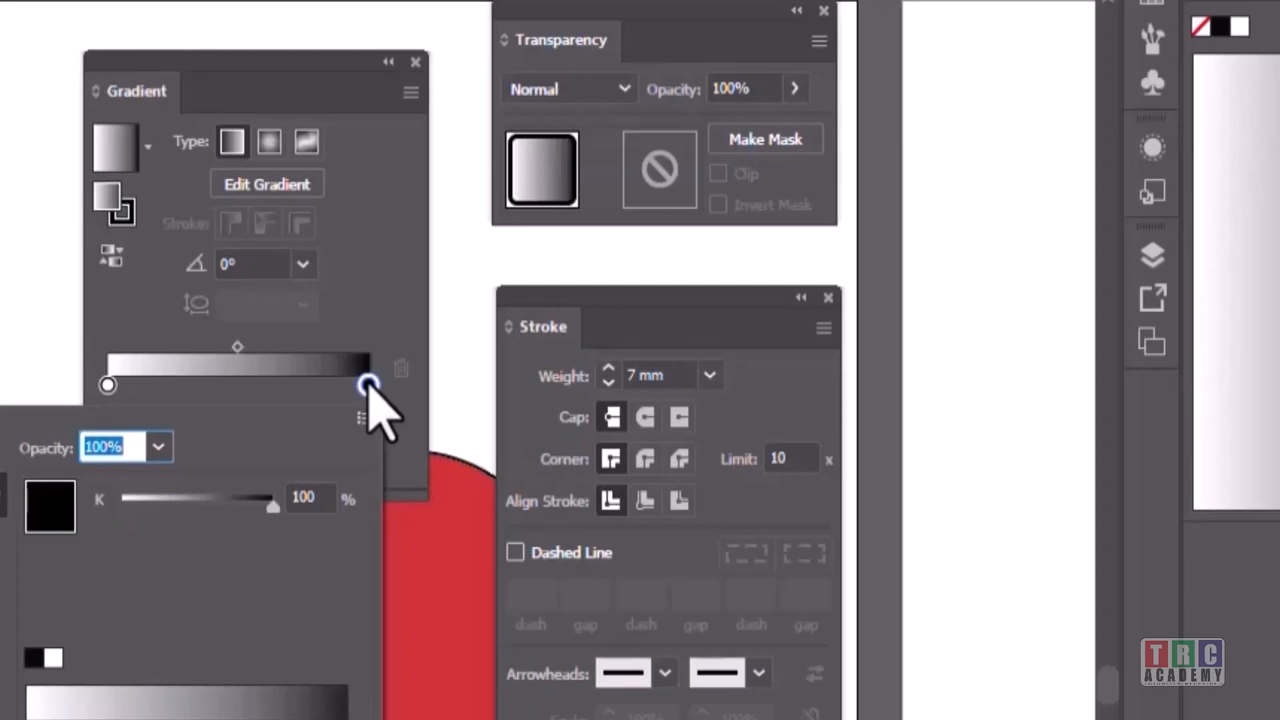 Gradient
Type:
Edit Gradient
Stroke:
0°
Opacity: 100%
K 100 %
Transparency
Normal Opacity: 100%
Make Mask
Clip
Invert Mask
Stroke
Weight: 7 mm
Cap:
Corner: Limit: 10 x
Align Stroke:
Dashed Line
dash gap dash gap dash gap
Arrowheads:
TRC
ACADEMY